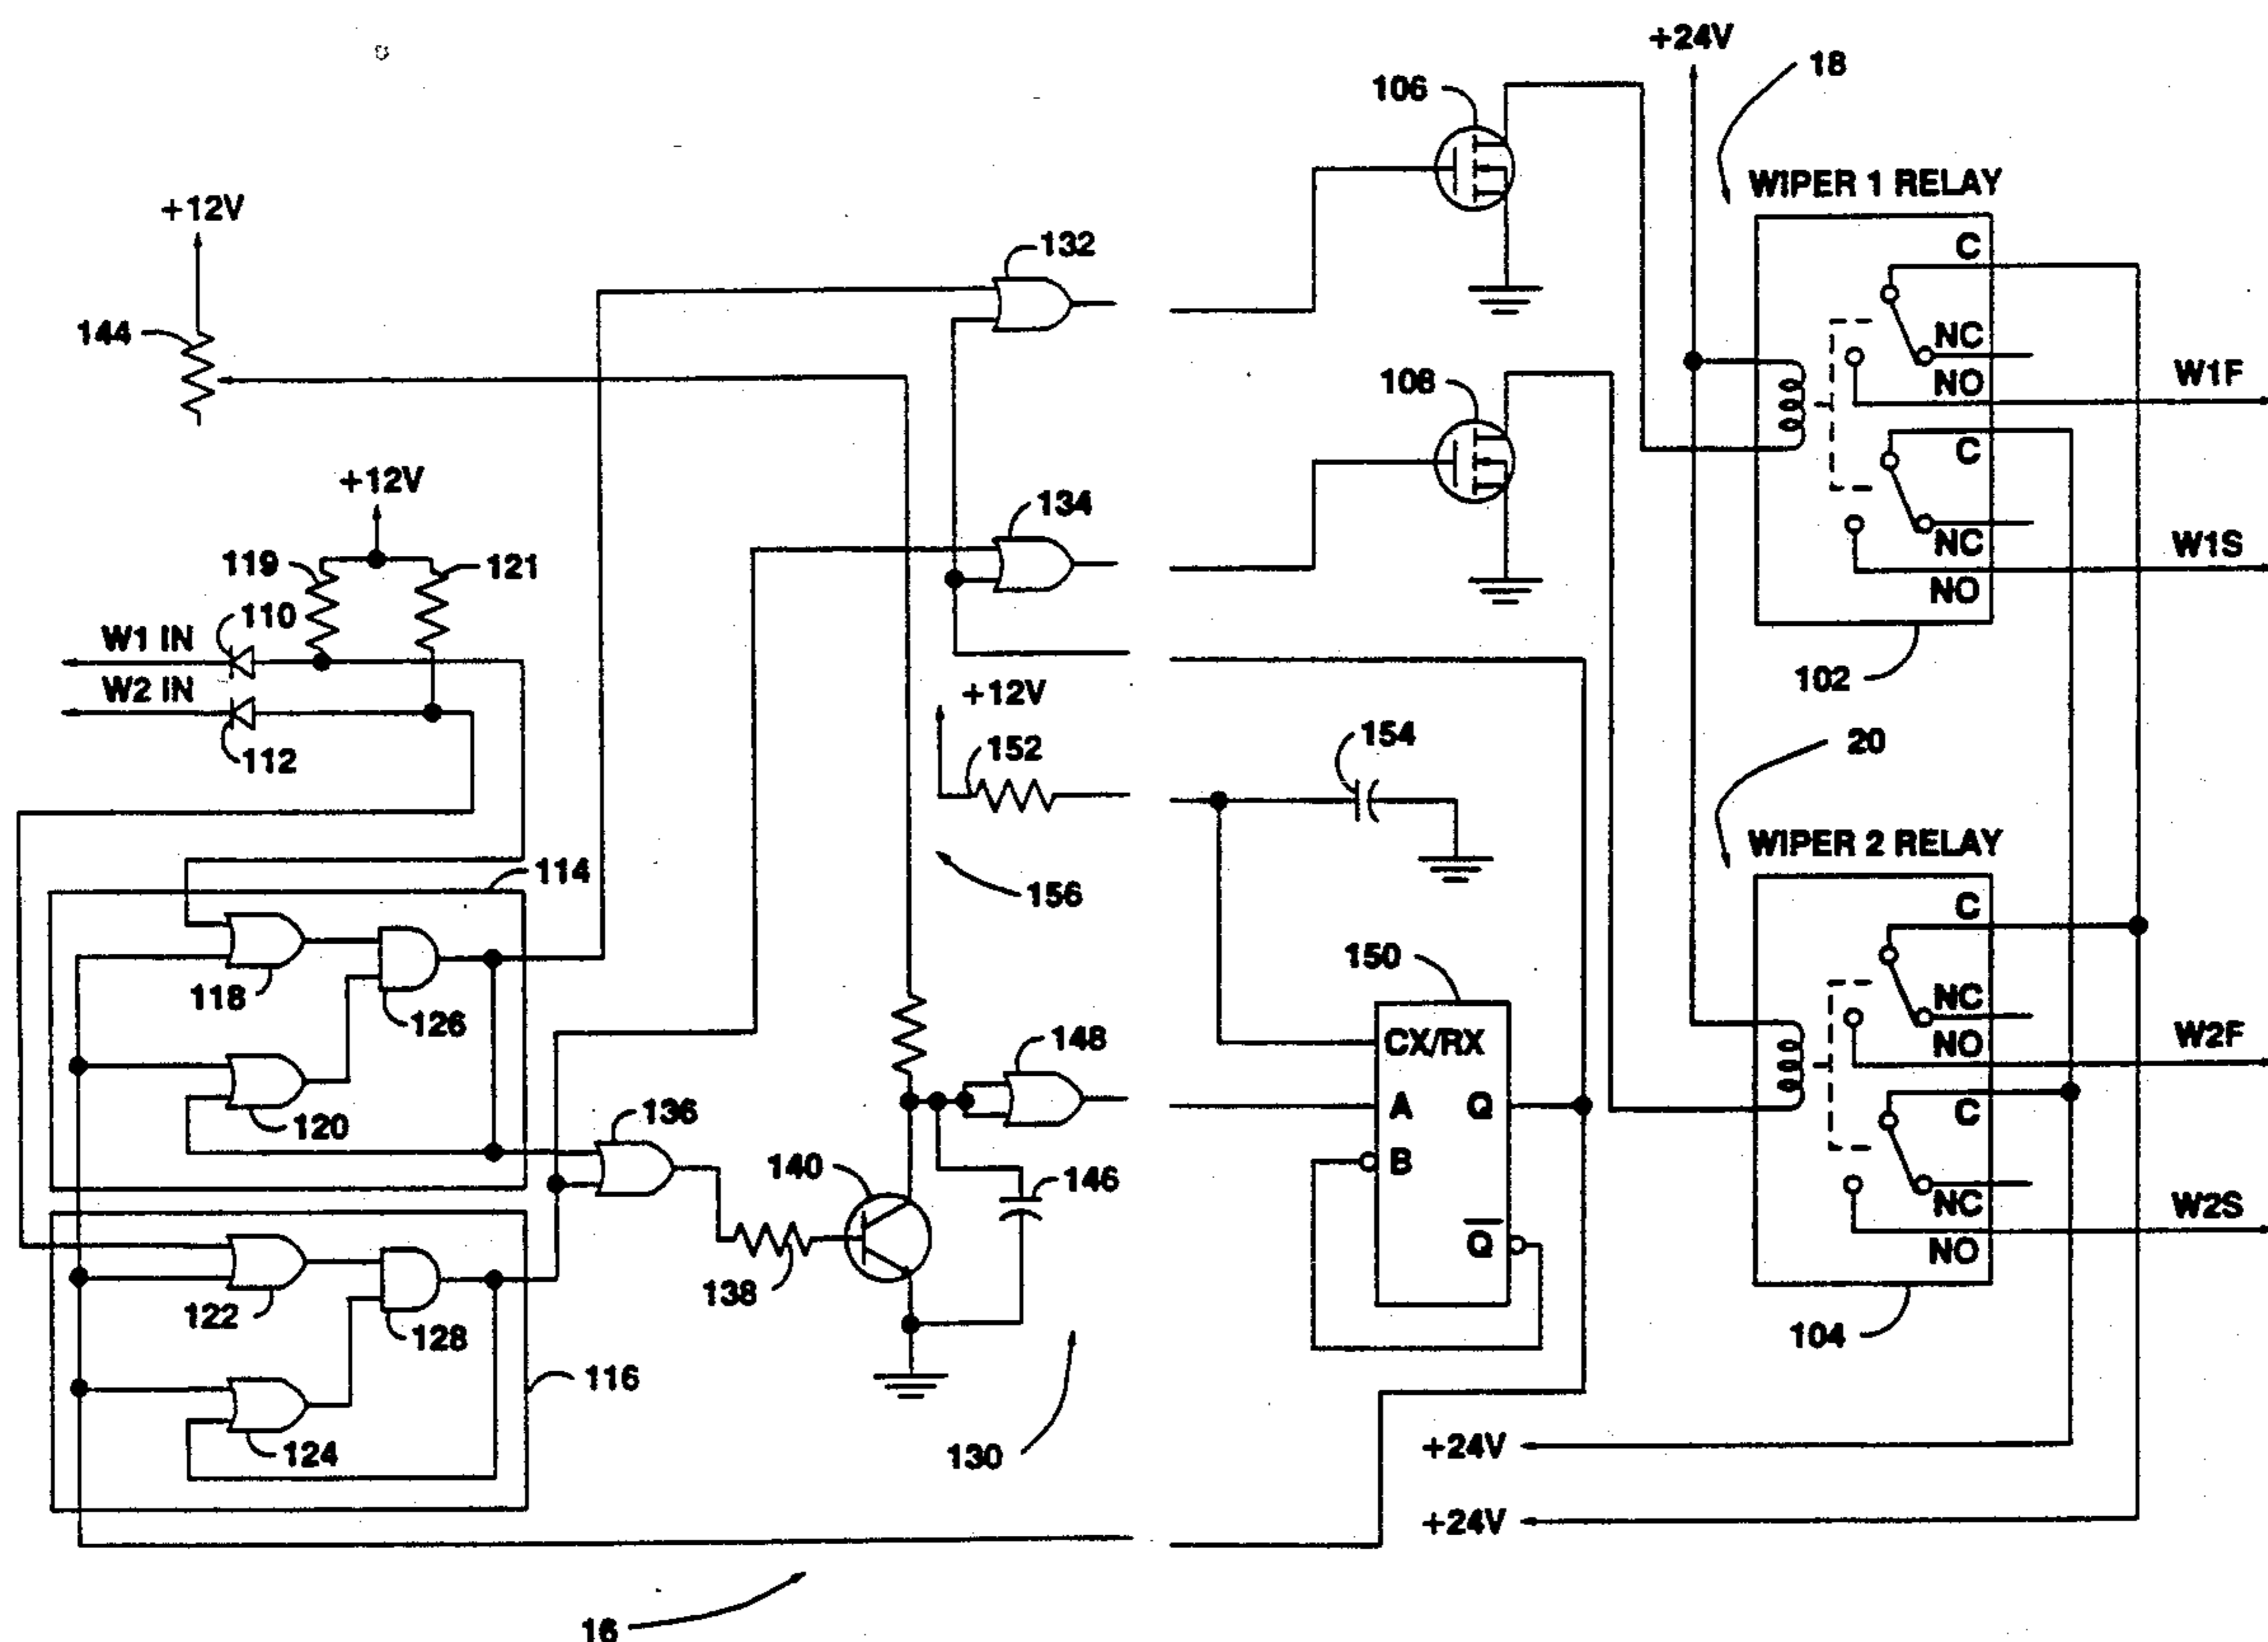 +24V
18
106
WIPER 1 RELAY
+12V
132
C
144
NC
NO
W1F
108
C
+12V
134
NC
W1S
NO
119
121
110
W1 IN
W2 IN
112
102
+12V
152
154
20
WIPER 2 RELAY
114
156
C
150
118
126
NC
NO
W2F
CX/RX
148
A
Q
C
120
136
B
140
146
NC
W2S
Q
NO
122
128
138
104
116
124
130
+24V
+24V
16